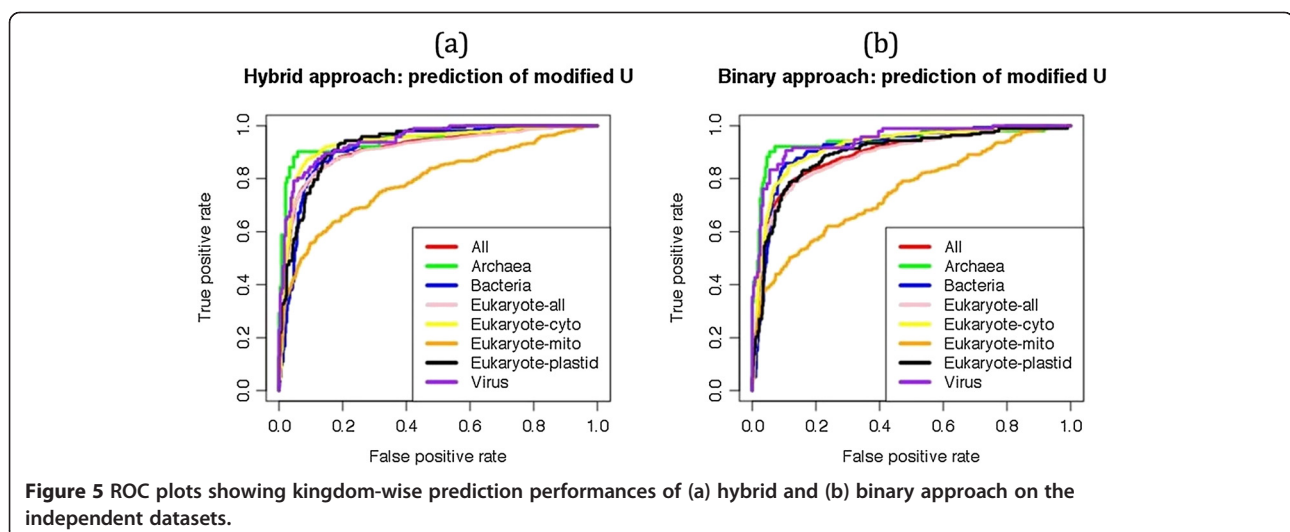 (a)
Hybrid approach: prediction of modified U
True positive rate
1.0
0.8
0.6
0.4
0.2
0.0
All
Archaea
Bacteria
Eukaryote-all
Eukaryote-cyto
Eukaryote-mito
Eukaryote-plastid
Virus
0.0 0.2 0.4 0.6 0.8 1.0
False positive rate
(b)
Binary approach: prediction of modified U
True positive rate
1.0
0.8
0.6
0.4
0.2
0.0
All
Archaea
Bacteria
Eukaryote-all
Eukaryote-cyto
Eukaryote-mito
Eukaryote-plastid
Virus
0.0 0.2 0.4 0.6 0.8 1.0
False positive rate
Figure 5 ROC plots showing kingdom-wise prediction performances of (a) hybrid and (b) binary approach on the
independent datasets.